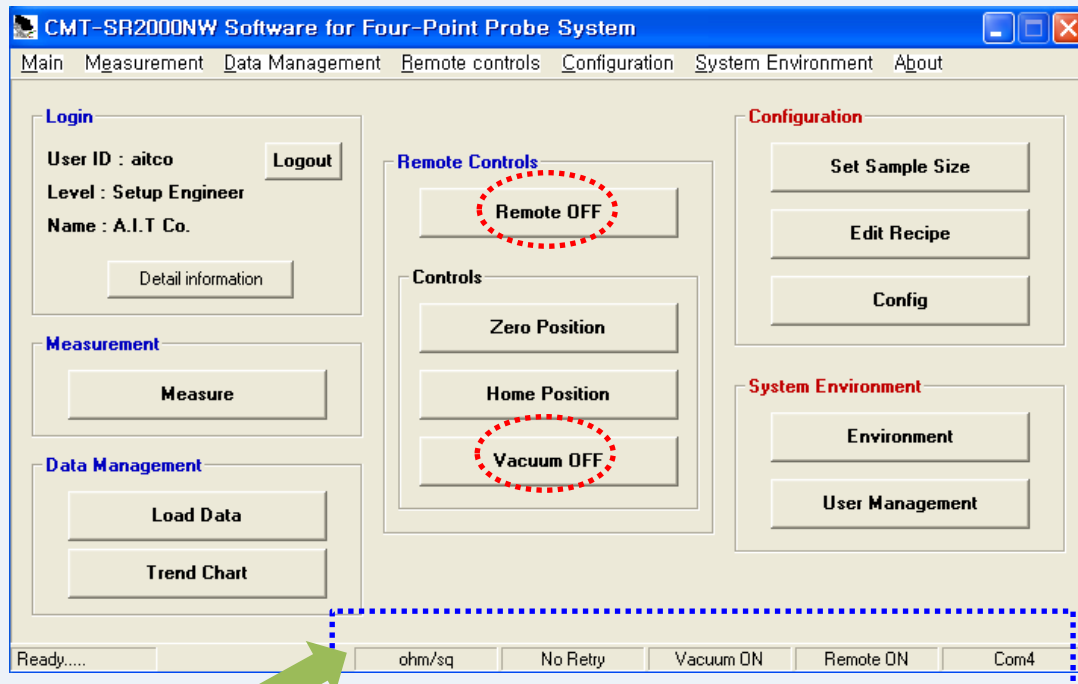 CMT-SR2000NW Software for Four-Point Probe System
Main Measurement Data Management Remote controls Configuration System Environment About
Login
User ID : aitco
Logout
Level : Setup Engineer
Name : A.I.T Co.
Detail information
Measurement
Measure
Data Management
Load Data
Trend Chart
Remote Controls
Remote OFF
Controls
Zero Position
Home Position
Vacuum OFF
Configuration
Set Sample Size
Edit Recipe
Config
System Environment
Environment
User Management
Ready..... ohm/sq No Retry Vacuum ON Remote ON Com4